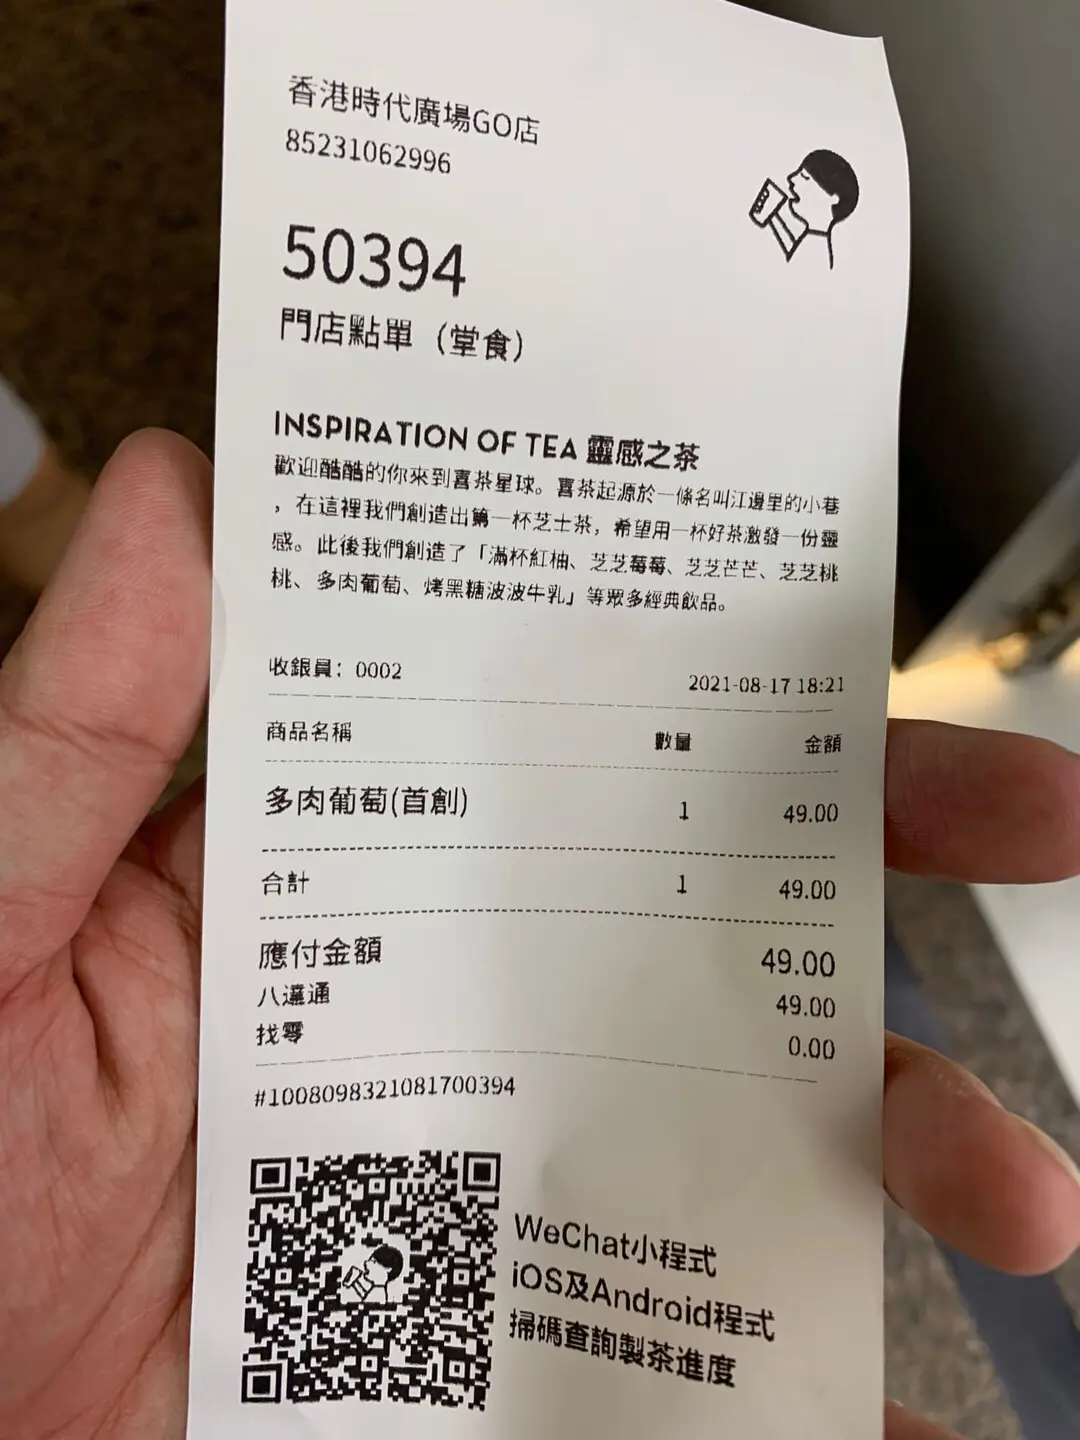 香港時代廣場GO店
85231062996
50394
門店點單（堂食）
INSPIRATION OF TEA 靈感之茶
歡迎酷酷的你來到喜茶星球。喜茶起源於一條名叫江邊里的小巷
，在這裡我們創造出第一杯芝士茶，希望用一杯好茶激發一份靈
感。此後我們創造了「滿杯紅柚、芝芝莓莓、芝芝芒芒、芝芝桃
桃、多肉葡萄、烤黑糖波波牛乳」等眾多經典飲品。
收銀員：0002 2021-08-17 18:21
商品名稱 數量 金額
多肉葡萄(首創) 1 49.00
合計 1 49.00
應付金額 49.00
八達通 49.00
找零 0.00
#1008098321081700394
WeChat小程式
iOS及Android程式
掃碼查詢製茶進度